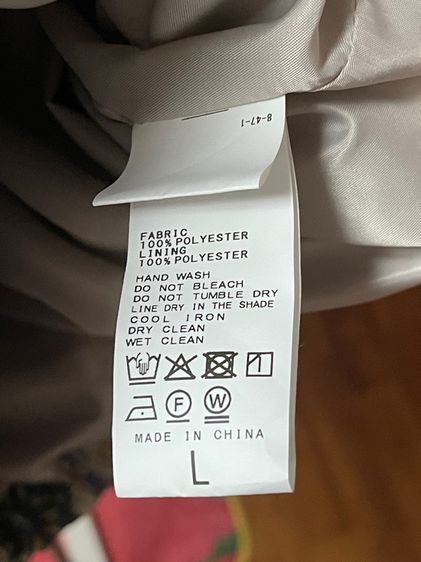 8-47-1
FABRIC
100% POLYESTER
LINING
100% POLYESTER
HAND WASH
DO NOT BLEACH
DO NOT TUMBLE DRY
LINE DRY IN THE SHADE
COOL IRON
DRY CLEAN
WET CLEAN
F W
MADE IN CHINA
L